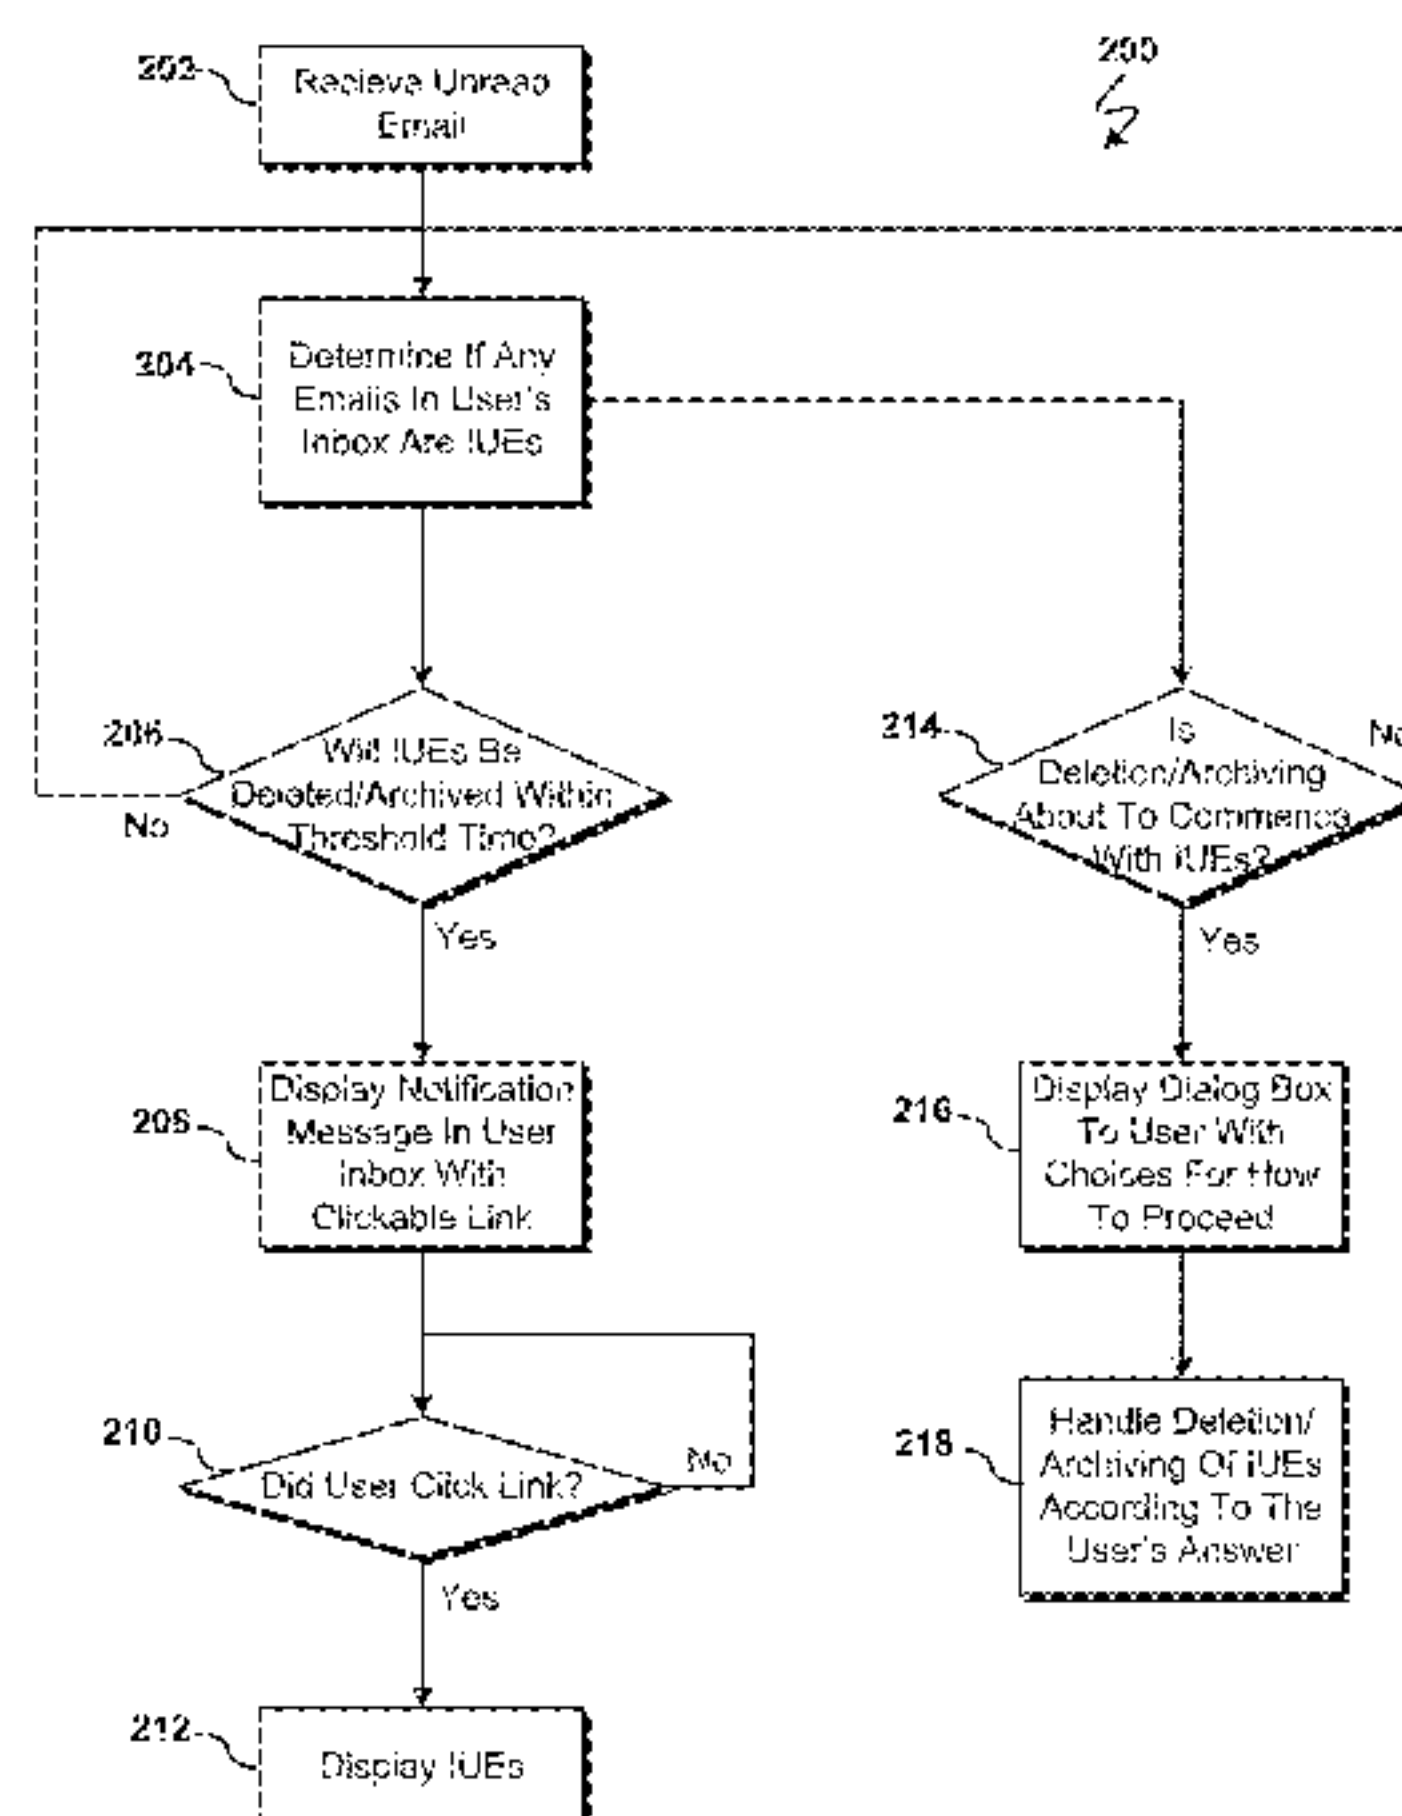 200
202
Recieve Unread
Email
204
Determine If Any
Emails In User's
Inbox Are IUEs
206
Will IUEs Be
Deleted/Archived Within
Threshold Time?
No
Yes
208
Display Notification
Message In User
Inbox With
Clickable Link
210
Did User Click Link?
No
Yes
212
Display IUEs
214
Is
Deletion/Archiving
About To Commence
With IUEs?
No
Yes
216
Display Dialog Box
To User With
Choices For How
To Proceed
218
Handle Deletion/
Archiving Of IUEs
According To The
User's Answer